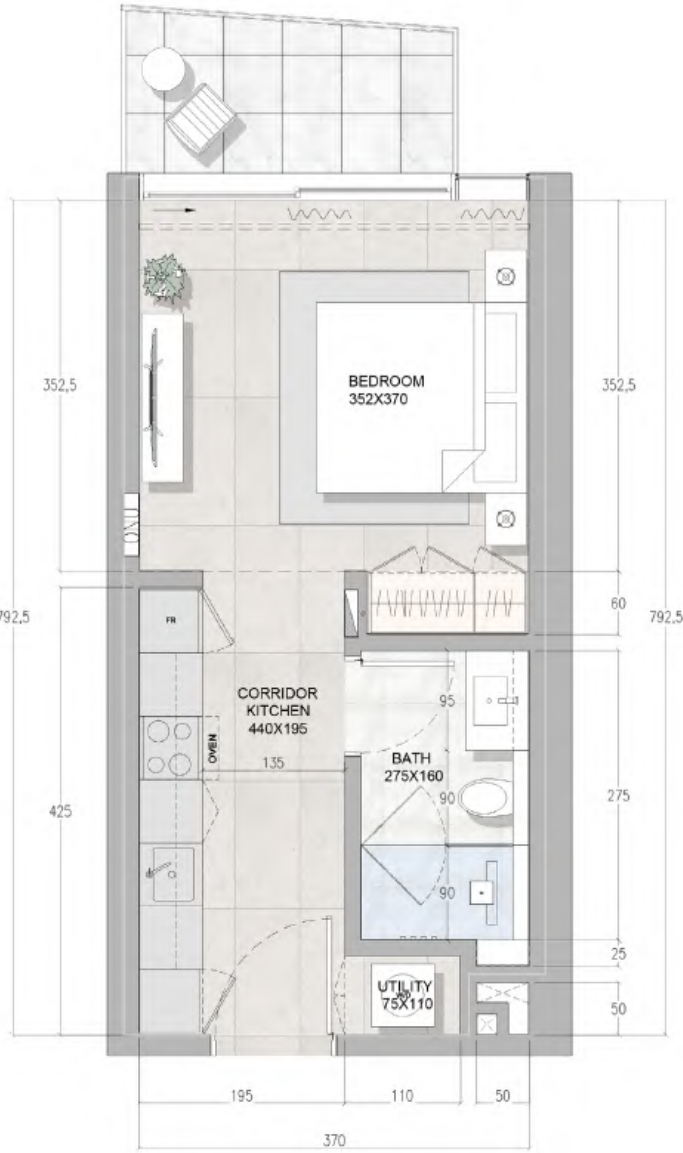 352,5
BEDROOM
352X370
352,5
ONU
60
792,5
792,5
FR
CORRIDOR
KITCHEN
440X195
OVEN
135
95
BATH
275X160
90
425
275
90
25
UTILITY
75X110
50
195
110
50
370